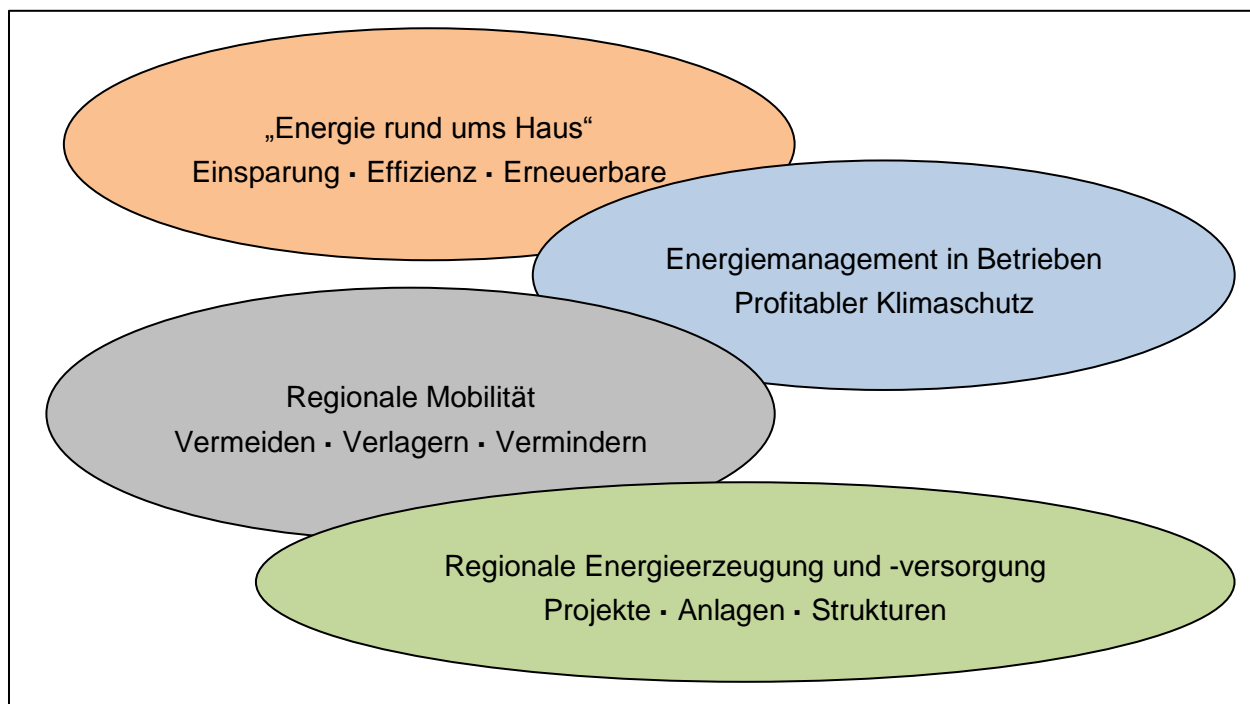 „Energie rund ums Haus“
Einsparung ▪ Effizienz ▪ Erneuerbare
Energiemanagement in Betrieben
Profitabler Klimaschutz
Regionale Mobilität
Vermeiden ▪ Verlagern ▪ Vermindern
Regionale Energieerzeugung und -versorgung
Projekte ▪ Anlagen ▪ Strukturen